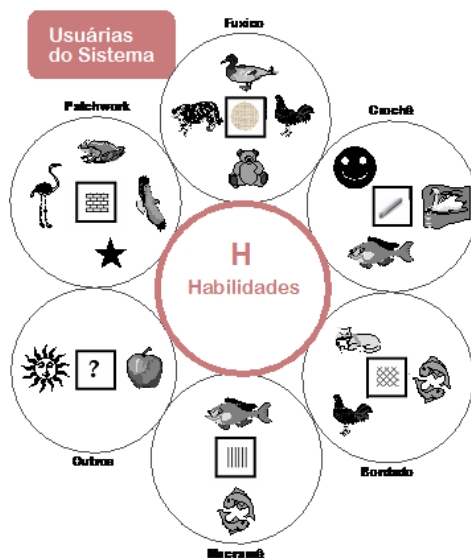 Fuxico
Usuárias
do Sistema
Patchwork
Crochê
H
Habilidades
?
Outros
Bordado
Macramê